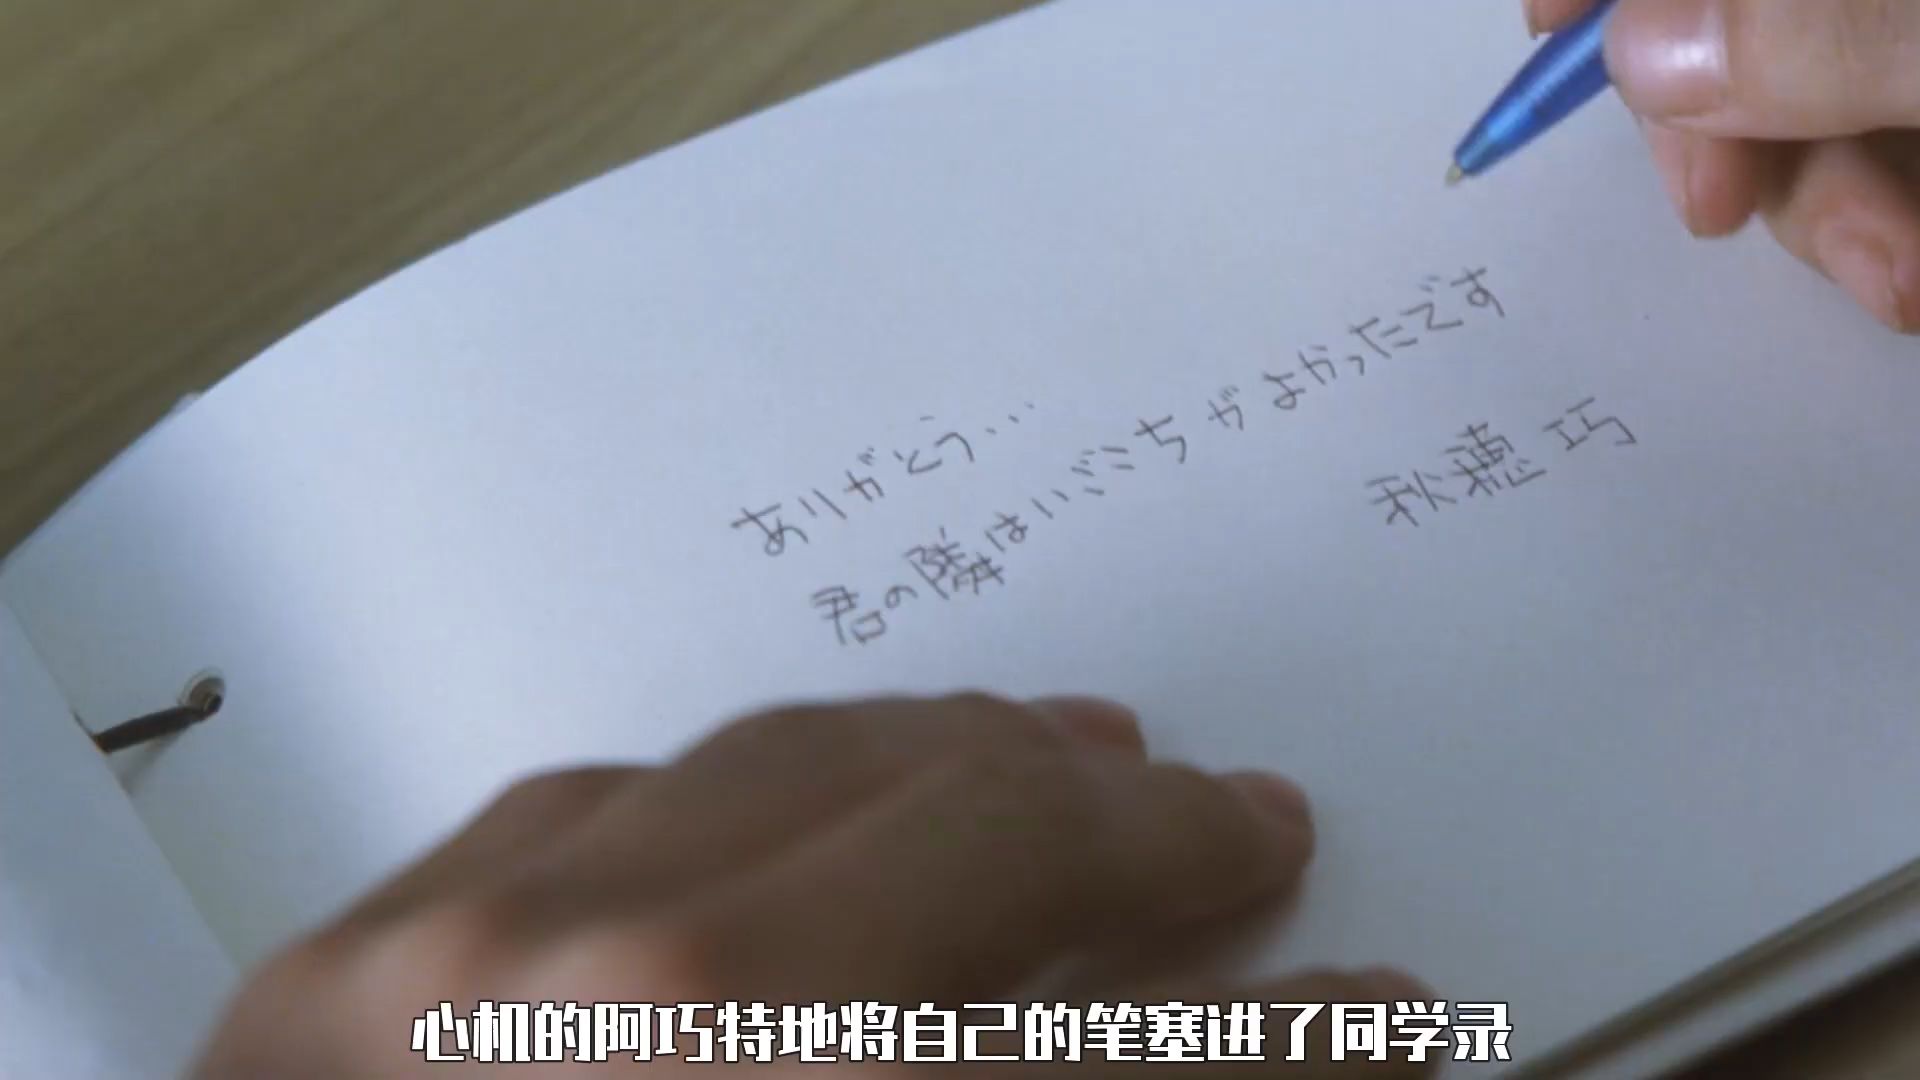 ありがとう…
君の隣はいごこちがよかったです
秋穂 巧
心机的阿巧特地将自己的笔塞进了同学录